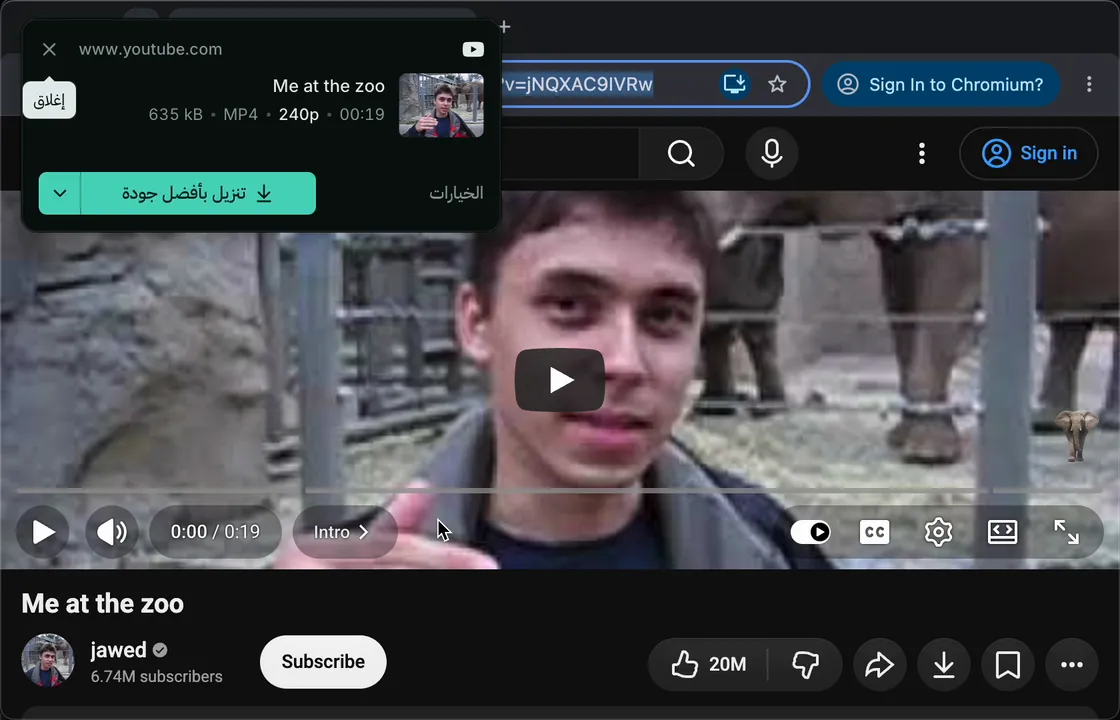 www.youtube.com
إغلاق
Me at the zoo
635 kB • MP4 • 240p • 00:19
تنزيل بأفضل جودة
الخيارات
?v=jNQXAC9IVRw
Sign In to Chromium?
Sign in
0:00 / 0:19
Intro
CC
Me at the zoo
jawed
6.74M subscribers
Subscribe
20M